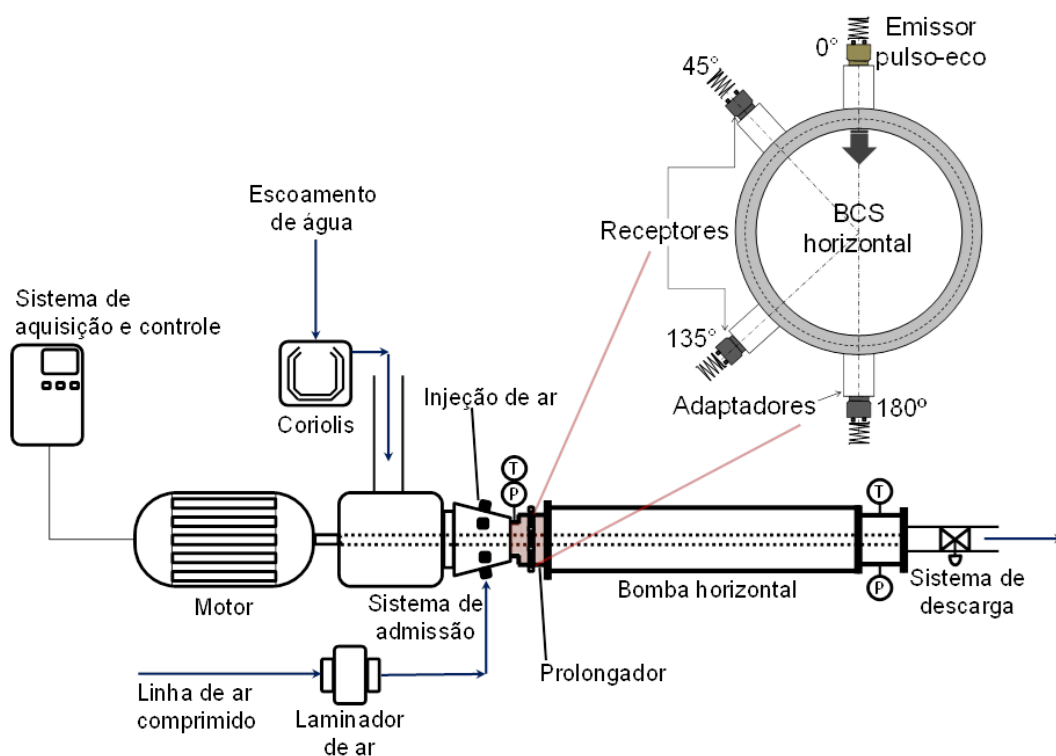 Emissor
pulso-eco
0°
45°
Escoamento
de água
Receptores
BCS
horizontal
Sistema de
aquisição e controle
135°
Adaptadores
180º
Injeção de ar
Coriolis
T
P
T
Motor
Sistema de
admissão
Bomba horizontal
P
Sistema de
descarga
Prolongador
Linha de ar
comprimido
Laminador
de ar